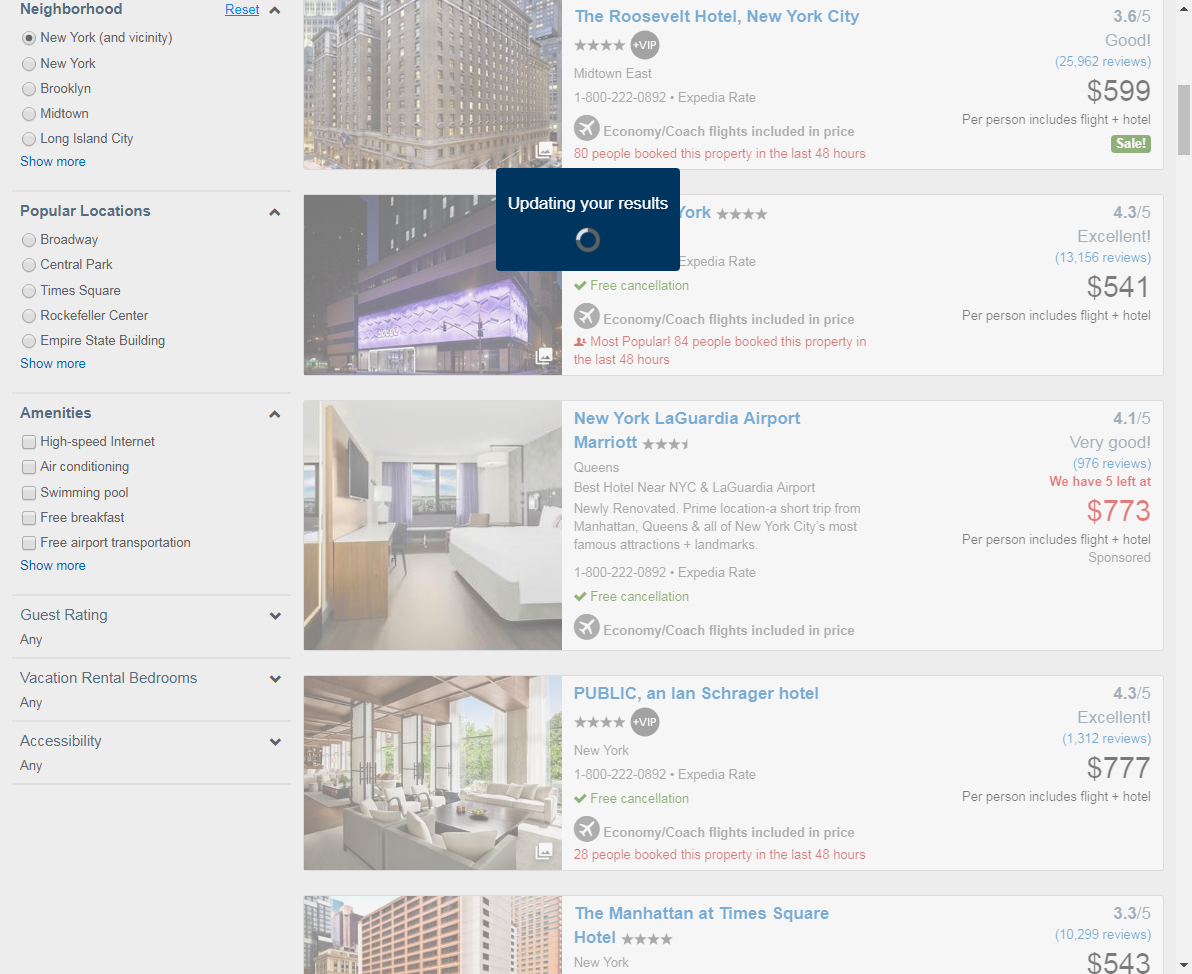 Neighborhood
Reset
New York (and vicinity)
New York
Brooklyn
Midtown
Long Island City
Show more
Popular Locations
Broadway
Central Park
Times Square
Rockefeller Center
Empire State Building
Show more
Amenities
High-speed Internet
Air conditioning
Swimming pool
Free breakfast
Free airport transportation
Show more
Guest Rating
Any
Vacation Rental Bedrooms
Any
Accessibility
Any
The Roosevelt Hotel, New York City
+VIP
Midtown East
1-800-222-0892 • Expedia Rate
Economy/Coach flights included in price
80 people booked this property in the last 48 hours
3.6/5
Good!
(25,962 reviews)
$599
Per person includes flight + hotel
Sale!
Updating your results
York
Expedia Rate
Free cancellation
Economy/Coach flights included in price
Most Popular! 84 people booked this property in
the last 48 hours
4.3/5
Excellent!
(13,156 reviews)
$541
Per person includes flight + hotel
New York LaGuardia Airport
Marriott
Queens
Best Hotel Near NYC & LaGuardia Airport
Newly Renovated. Prime location-a short trip from
Manhattan, Queens & all of New York City's most
famous attractions + landmarks.
1-800-222-0892 • Expedia Rate
Free cancellation
Economy/Coach flights included in price
4.1/5
Very good!
(976 reviews)
We have 5 left at
$773
Per person includes flight + hotel
Sponsored
PUBLIC, an Ian Schrager hotel
+VIP
New York
1-800-222-0892 • Expedia Rate
Free cancellation
Economy/Coach flights included in price
28 people booked this property in the last 48 hours
4.3/5
Excellent!
(1,312 reviews)
$777
Per person includes flight + hotel
The Manhattan at Times Square
Hotel
New York
3.3/5
(10,299 reviews)
$543